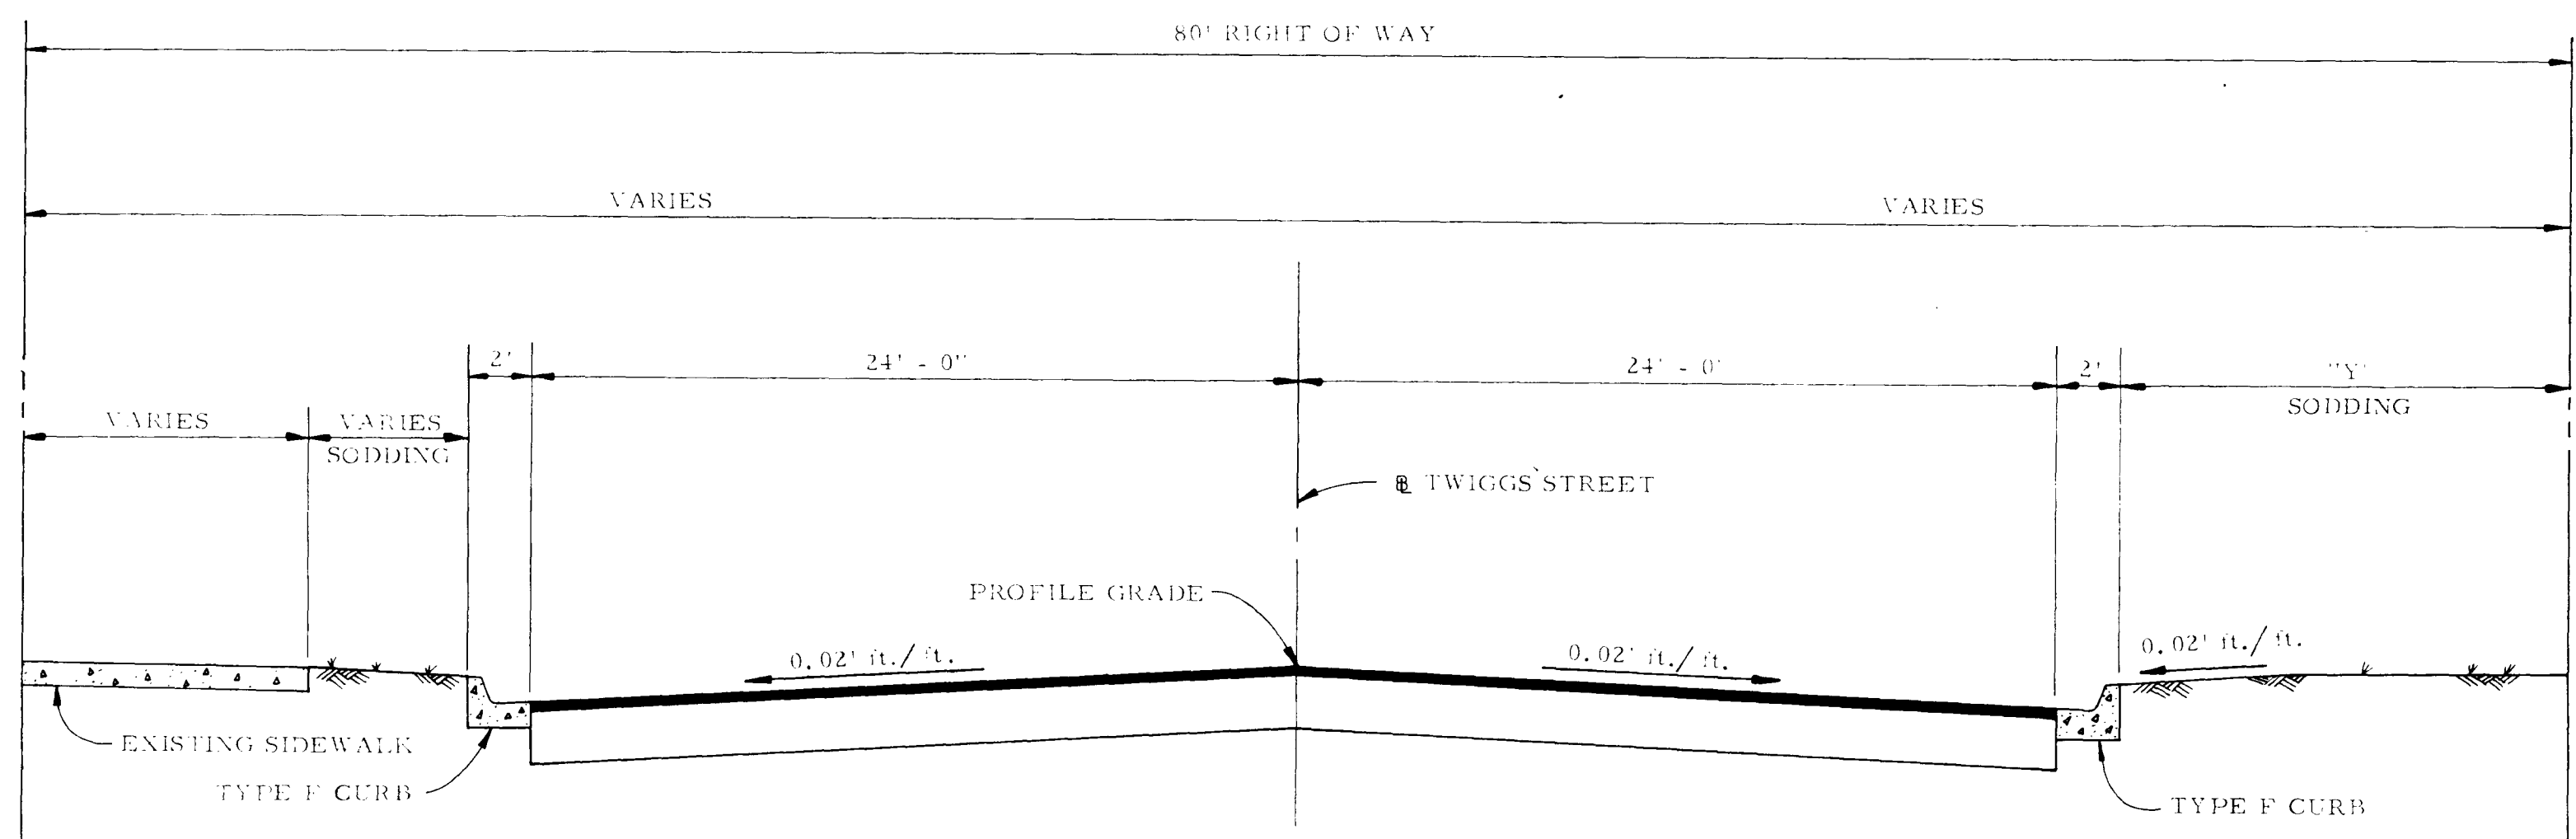 80' RIGHT OF WAY
VARIES
VARIES
2'
24' - 0"
24' - 0'
2'
"Y'
SODDING
VARIES
VARIES
SODDING
℄ TWIGGS STREET
PROFILE GRADE
0.02' ft./ft.
0.02' ft./ft.
0.02' ft./ft.
EXISTING SIDEWALK
TYPE F CURB
TYPE F CURB